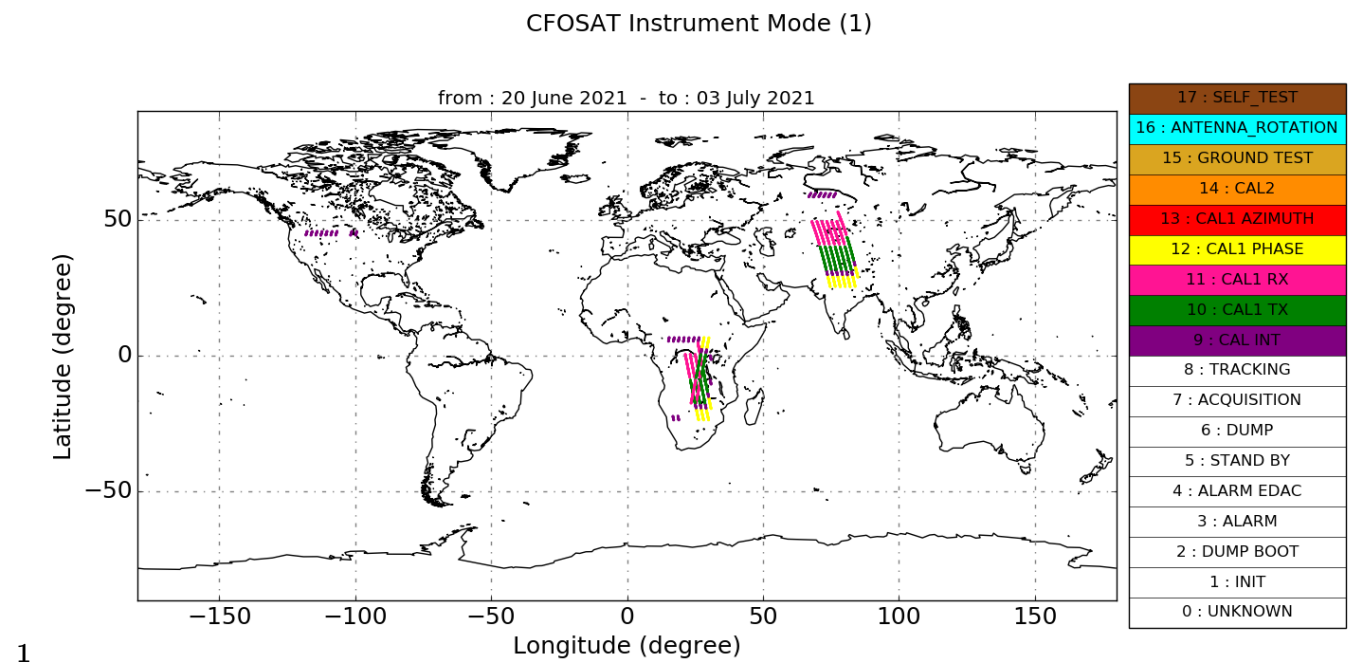 CFOSAT Instrument Mode (1)
from : 20 June 2021 - to : 03 July 2021
17 : SELF_TEST
16 : ANTENNA_ROTATION
15 : GROUND TEST
14 : CAL2
13 : CAL1 AZIMUTH
12 : CAL1 PHASE
11 : CAL1 RX
10 : CAL1 TX
9 : CAL INT
8 : TRACKING
7 : ACQUISITION
6 : DUMP
5 : STAND BY
4 : ALARM EDAC
3 : ALARM
2 : DUMP BOOT
1 : INIT
0 : UNKNOWN
Latitude (degree)
50
0
−50
−150 −100 −50 0 50 100 150
Longitude (degree)
1